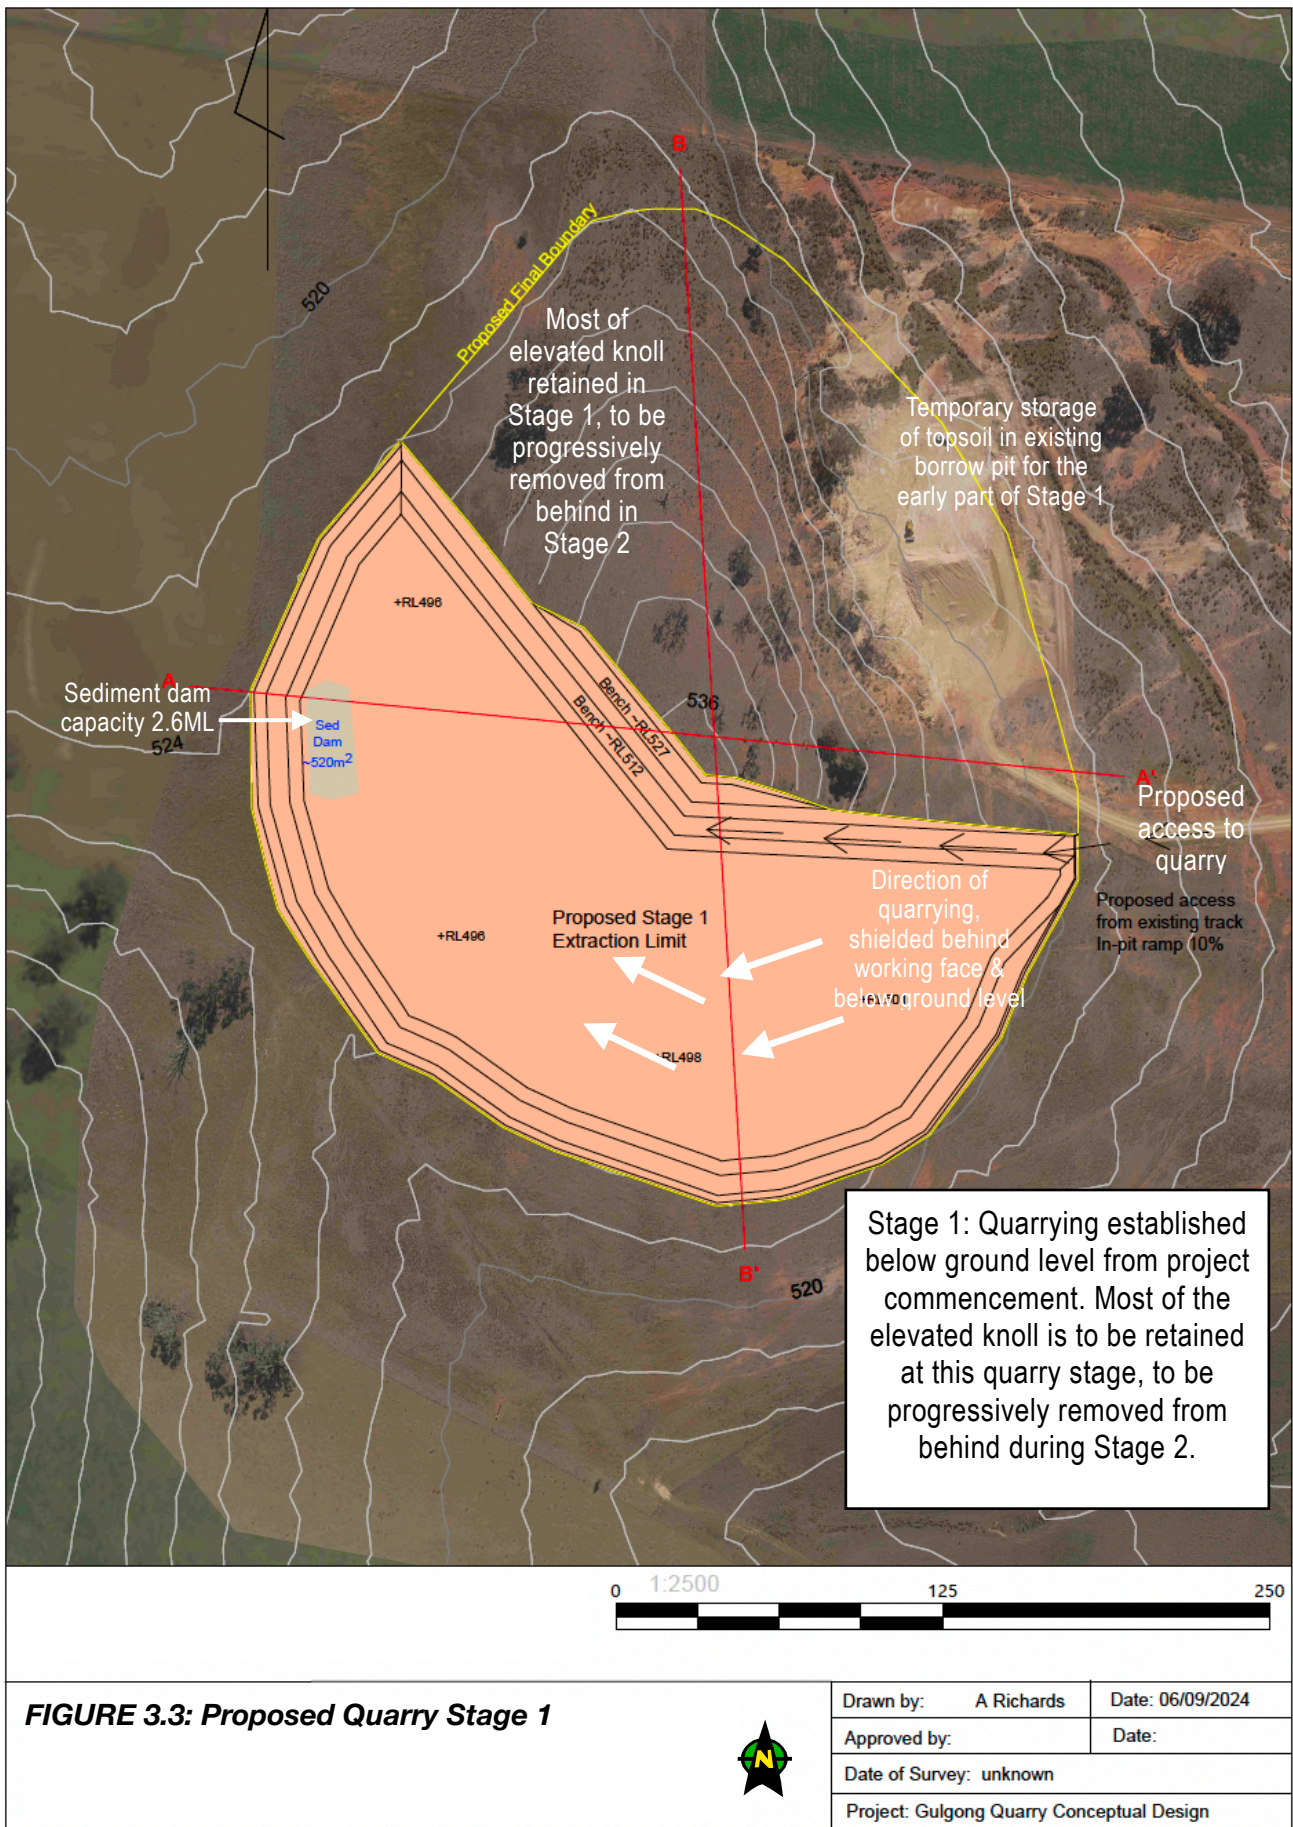 B
520
Proposed Final Boundary
Most of
elevated knoll
retained in
Stage 1, to be
progressively
removed from
behind in
Stage 2
Temporary storage
of topsoil in existing
borrow pit for the
early part of Stage 1
+RL496
A
Sediment dam
capacity 2.6ML
524
Sed
Dam
~520m²
Bench ~RL527
Bench ~RL512
536
A'
Proposed
access to
quarry
Proposed access
from existing track
In-pit ramp 10%
Direction of
quarrying,
shielded behind
working face &
below ground level
Proposed Stage 1
Extraction Limit
+RL496
+RL498
B'
520
Stage 1: Quarrying established
below ground level from project
commencement. Most of the
elevated knoll is to be retained
at this quarry stage, to be
progressively removed from
behind during Stage 2.
0 1:2500 125 250
FIGURE 3.3: Proposed Quarry Stage 1
N
Drawn by: A Richards Date: 06/09/2024
Approved by: Date:
Date of Survey: unknown
Project: Gulgong Quarry Conceptual Design